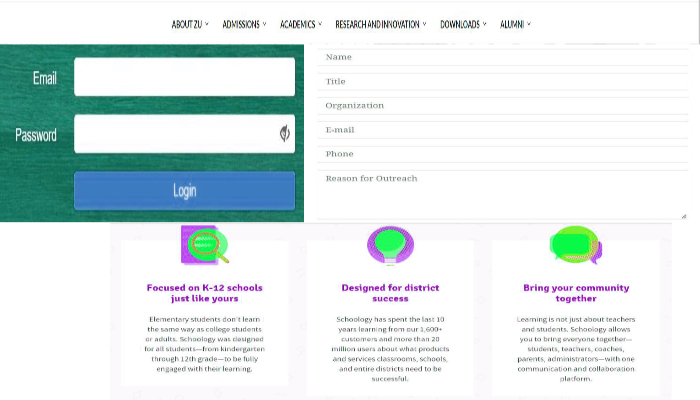 ABOUT ZU ADMISSIONS ACADEMICS RESEARCH AND INNOVATION DOWNLOADS ALUMNI
Email
Password
Login
Name
Title
Organization
E-mail
Phone
Reason for Outreach
Focused on K-12 schools
just like yours
Elementary students don't learn
the same way as college students
or adults. Schoology was designed
for all students—from kindergarten
through 12th grade—to be fully
engaged with their learning.
Designed for district
success
Schoology has spent the last 10
years learning from our 1,600+
customers and more than 20
million users about what products
and services classrooms, schools,
and entire districts need to be
successful.
Bring your community
together
Learning is not just about teachers
and students. Schoology allows
you to bring everyone together—
students, teachers, coaches,
parents, administrators—with one
communication and collaboration
platform.